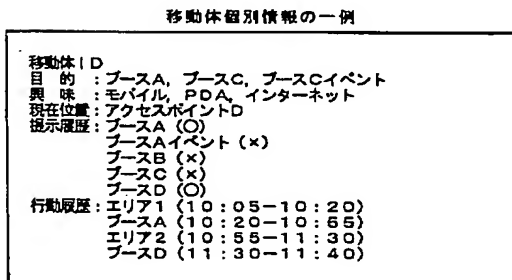 移動体個別情報の一例
移動体ID
目的：ブースA，ブースC，ブースCイベント
興味：モバイル，PDA，インターネット
現在位置：アクセスポイントD
提示履歴：ブースA（○）
ブースAイベント（×）
ブースB（×）
ブースC（×）
ブースD（○）
行動履歴：エリア1（10：05－10：20）
ブースA（10：20－10：55）
エリア2（10：55－11：30）
ブースD（11：30－11：40）